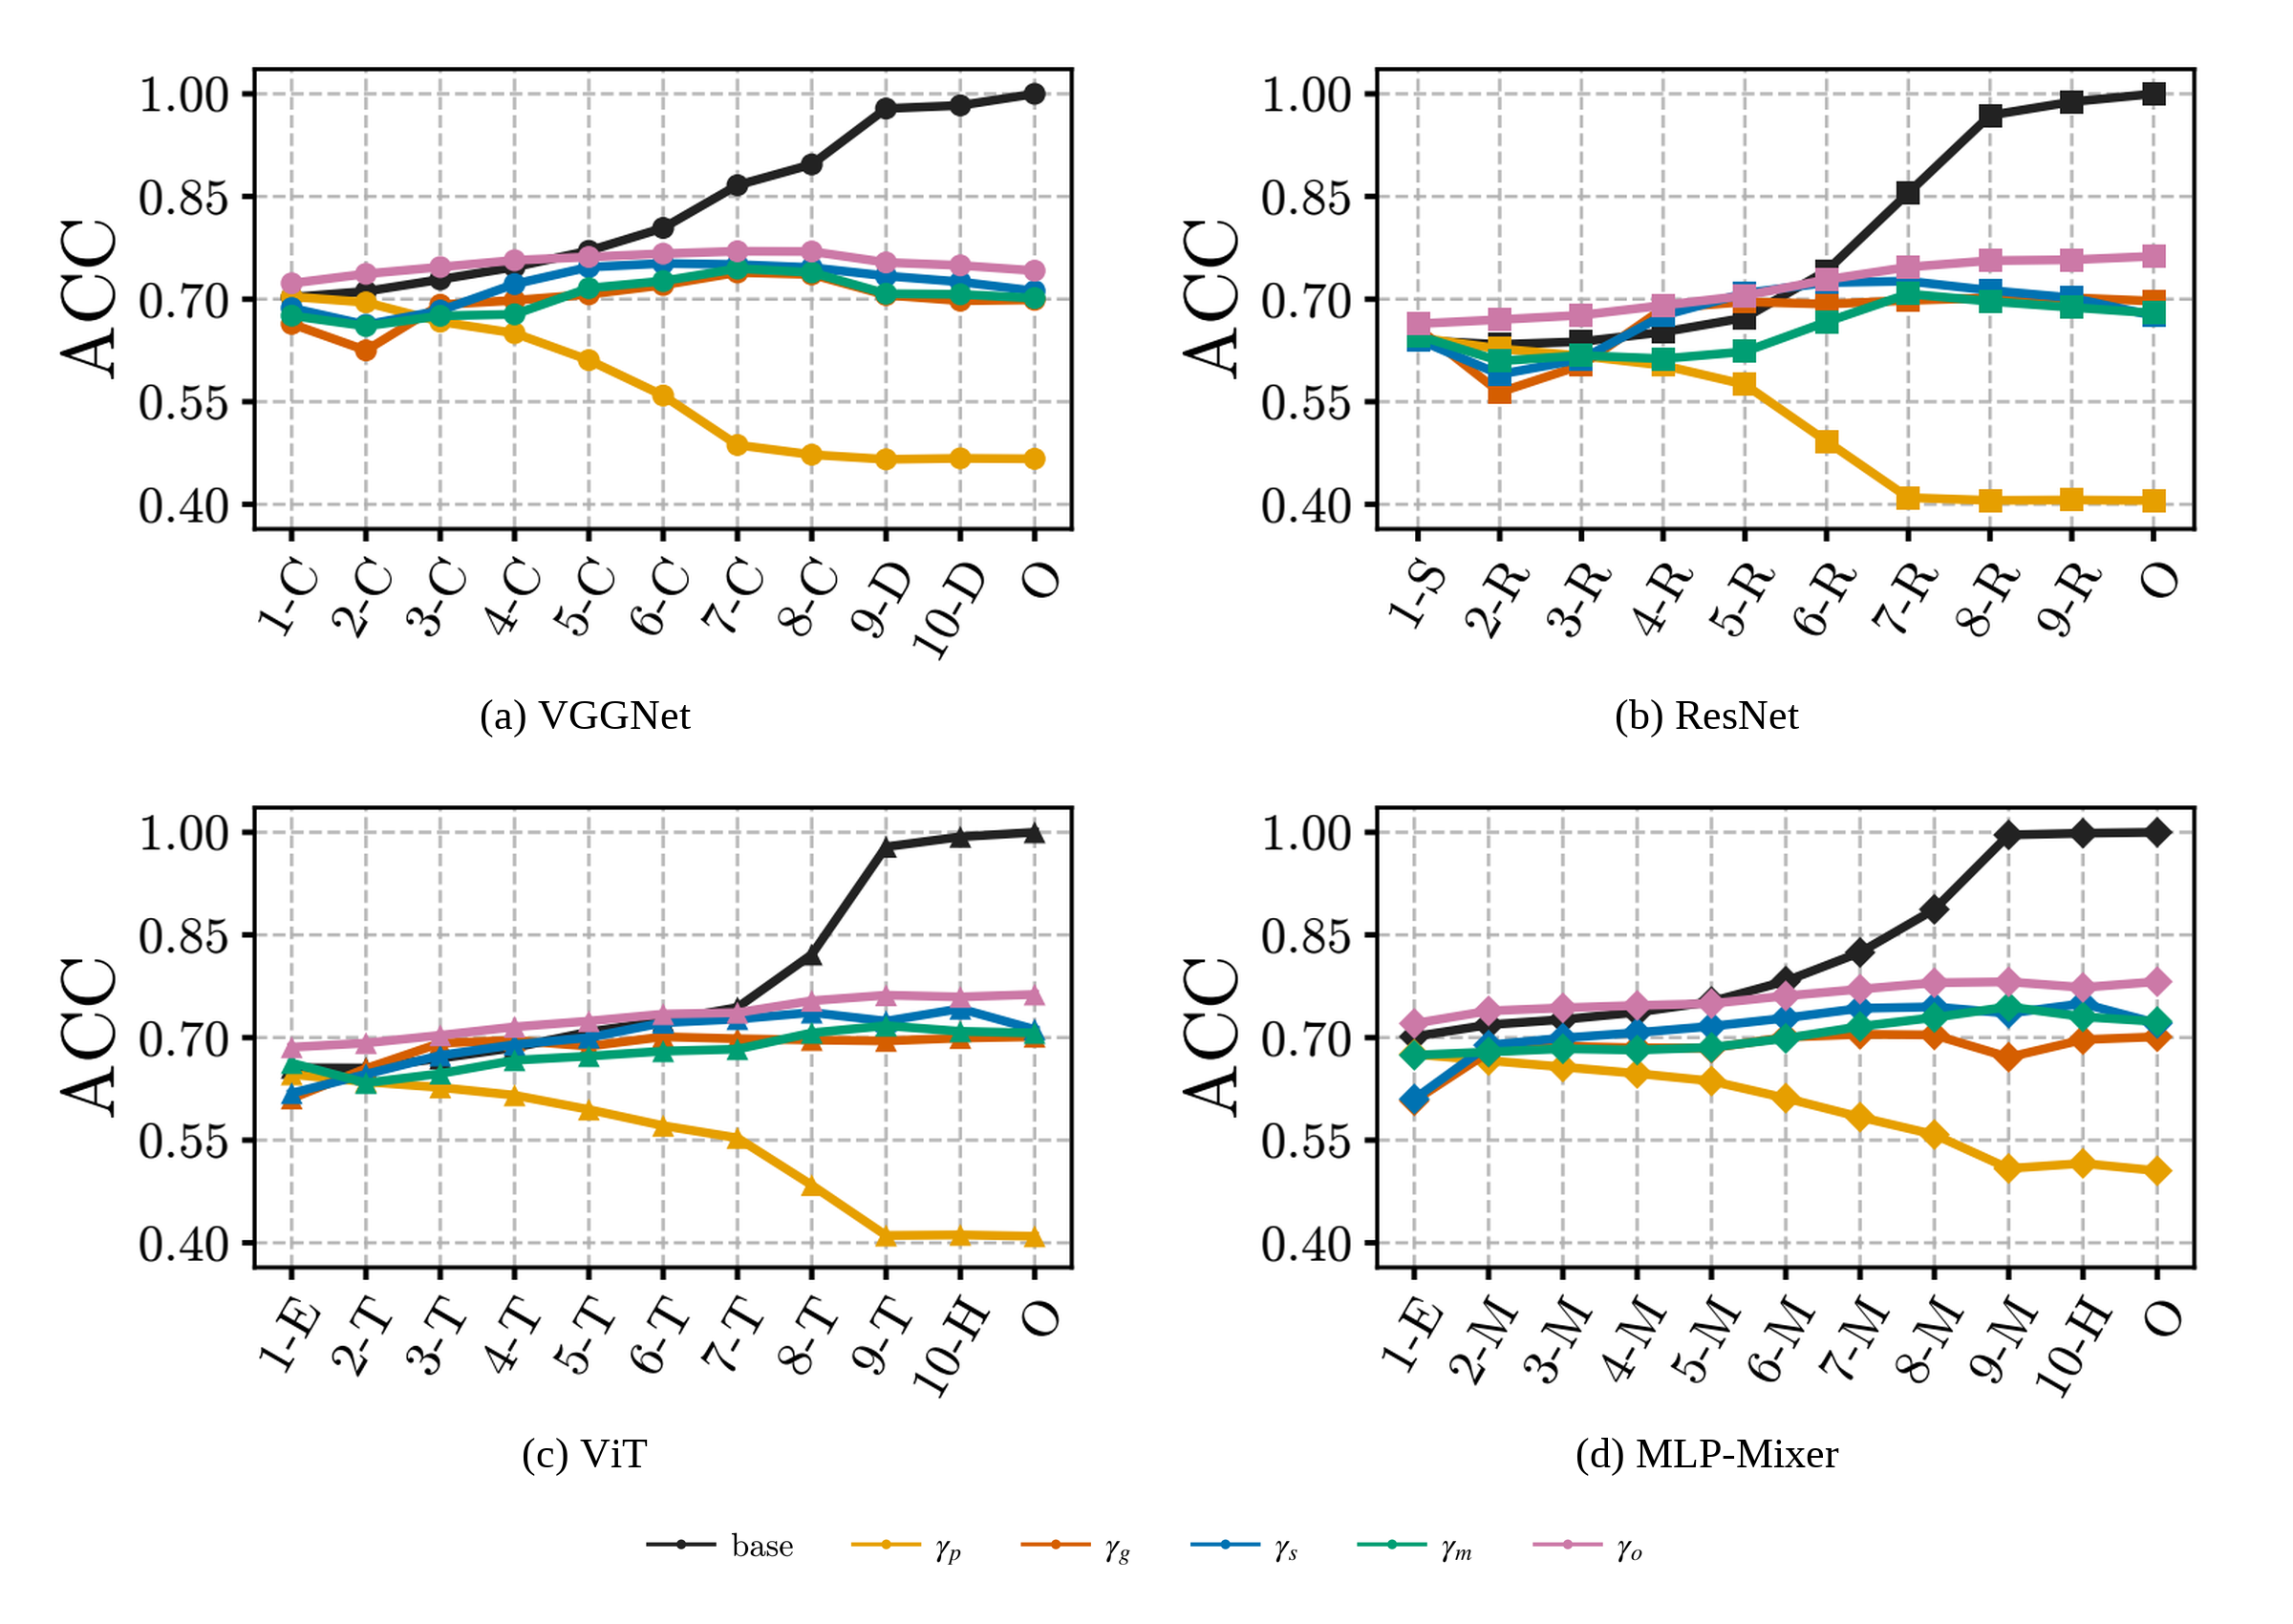 1.00
0.85
0.70
0.55
0.40
ACC
1-C 2-C 3-C 4-C 5-C 6-C 7-C 8-C 9-D 10-D O
(a) VGGNet
1.00
0.85
0.70
0.55
0.40
ACC
1-S 2-R 3-R 4-R 5-R 6-R 7-R 8-R 9-R O
(b) ResNet
1.00
0.85
0.70
0.55
0.40
ACC
1-E 2-T 3-T 4-T 5-T 6-T 7-T 8-T 9-T 10-H O
(c) ViT
1.00
0.85
0.70
0.55
0.40
ACC
1-E 2-M 3-M 4-M 5-M 6-M 7-M 8-M 9-M 10-H O
(d) MLP-Mixer
base γp γg γs γm γo